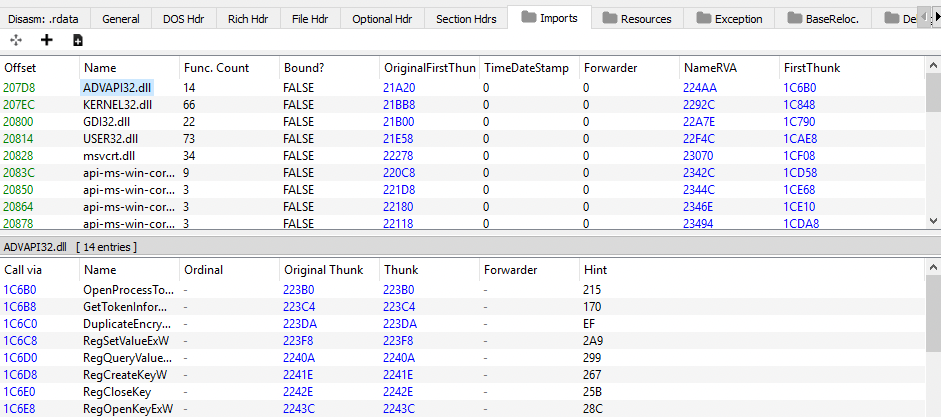 Disasm: .rdata General DOS Hdr Rich Hdr File Hdr Optional Hdr Section Hdrs Imports Resources Exception BaseReloc. De
Offset Name Func. Count Bound? OriginalFirstThun TimeDateStamp Forwarder NameRVA FirstThunk
207D8 ADVAPI32.dll 14 FALSE 21A20 0 0 224AA 1C6B0
207EC KERNEL32.dll 66 FALSE 21BB8 0 0 2292C 1C848
20800 GDI32.dll 22 FALSE 21B00 0 0 22A7E 1C790
20814 USER32.dll 73 FALSE 21E58 0 0 22F4C 1CAE8
20828 msvcrt.dll 34 FALSE 22278 0 0 23070 1CF08
2083C api-ms-win-cor... 9 FALSE 220C8 0 0 2342C 1CD58
20850 api-ms-win-cor... 3 FALSE 221D8 0 0 2344C 1CE68
20864 api-ms-win-cor... 3 FALSE 22180 0 0 2346E 1CE10
20878 api-ms-win-cor... 3 FALSE 22118 0 0 23494 1CDA8
ADVAPI32.dll [ 14 entries ]
Call via Name Ordinal Original Thunk Thunk Forwarder Hint
1C6B0 OpenProcessTo... - 223B0 223B0 - 215
1C6B8 GetTokenInfor... - 223C4 223C4 - 170
1C6C0 DuplicateEncry... - 223DA 223DA - EF
1C6C8 RegSetValueExW - 223F8 223F8 - 2A9
1C6D0 RegQueryValue... - 2240A 2240A - 299
1C6D8 RegCreateKeyW - 2241E 2241E - 267
1C6E0 RegCloseKey - 2242E 2242E - 25B
1C6E8 RegOpenKeyExW - 2243C 2243C - 28C